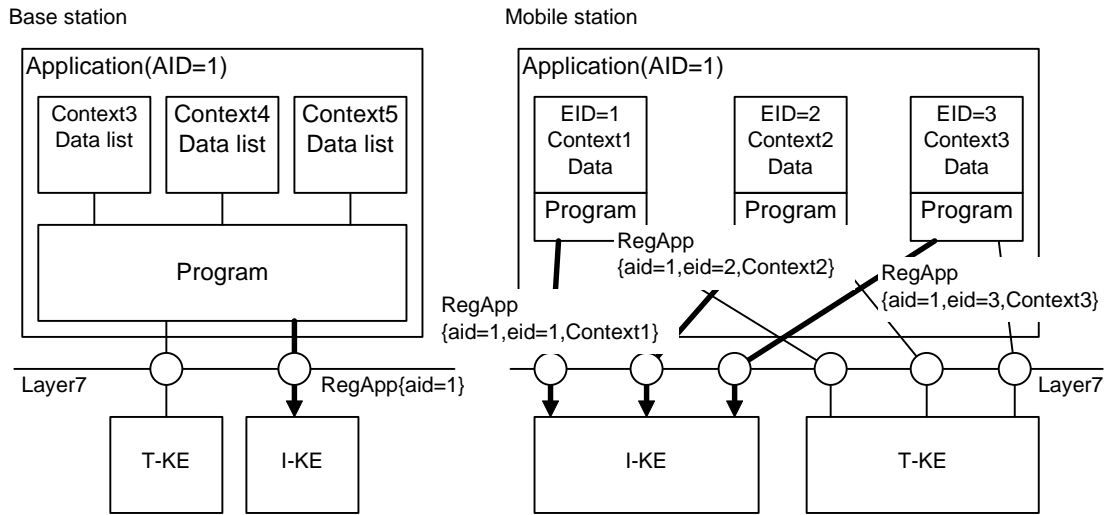 Base station
Application(AID=1)
Context3
Data list
Context4
Data list
Context5
Data list
Program
Layer7
RegApp{aid=1}
T-KE
I-KE
Mobile station
Application(AID=1)
EID=1
Context1
Data
Program
EID=2
Context2
Data
Program
EID=3
Context3
Data
Program
RegApp
{aid=1,eid=2,Context2}
RegApp
{aid=1,eid=3,Context3}
RegApp
{aid=1,eid=1,Context1}
Layer7
I-KE
T-KE